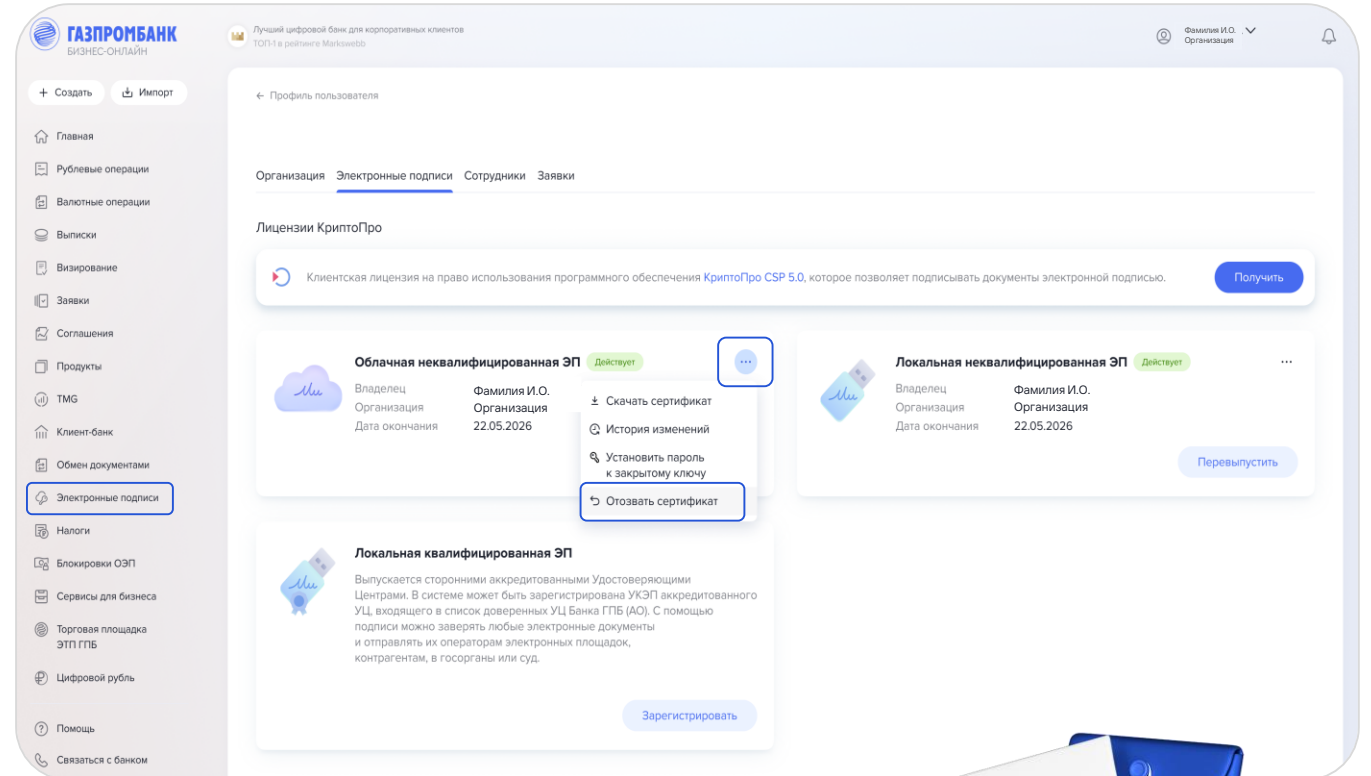 ГАЗПРОМБАНК
БИЗНЕС-ОНЛАЙН
Лучший цифровой банк для корпоративных клиентов
ТОП-1 в рейтинге Markswebb
Фамилия И.О.
Организация
+ Создать
Импорт
Главная
Рублевые операции
Валютные операции
Выписки
Визирование
Заявки
Соглашения
Продукты
TMG
Клиент-банк
Обмен документами
Электронные подписи
Налоги
Блокировки ОЭП
Сервисы для бизнеса
Торговая площадка
ЭТП ГПБ
Цифровой рубль
Помощь
Связаться с банком
← Профиль пользователя
Организация Электронные подписи Сотрудники Заявки
Лицензии КриптоПро
Клиентская лицензия на право использования программного обеспечения КриптоПро CSP 5.0, которое позволяет подписывать документы электронной подписью.
Получить
Облачная неквалифицированная ЭП Действует
Владелец Фамилия И.О.
Организация Организация
Дата окончания 22.05.2026
Скачать сертификат
История изменений
Установить пароль
к закрытому ключу
Отозвать сертификат
Локальная неквалифицированная ЭП Действует
Владелец Фамилия И.О.
Организация Организация
Дата окончания 22.05.2026
Перевыпустить
Локальная квалифицированная ЭП
Выпускается сторонними аккредитованными Удостоверяющими
Центрами. В системе может быть зарегистрирована УКЭП аккредитованного
УЦ, входящего в список доверенных УЦ Банка ГПБ (АО). С помощью
подписи можно заверять любые электронные документы
и отправлять их операторам электронных площадок,
контрагентам, в госорганы или суд.
Зарегистрировать